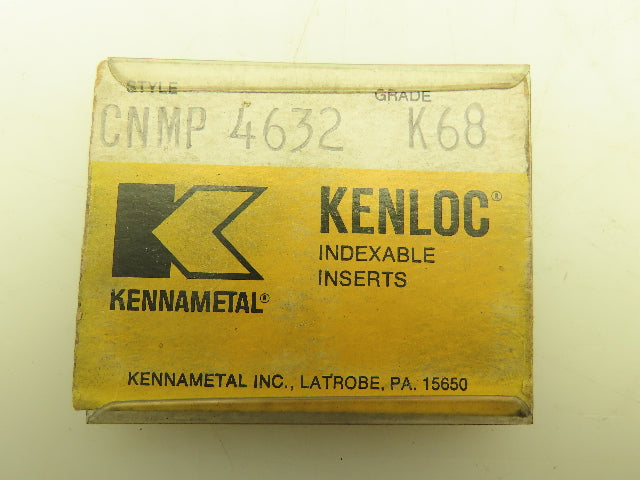 STYLE GRADE
CNMP 4632 K68
KENLOC®
INDEXABLE
INSERTS
KENNAMETAL®
KENNAMETAL INC., LATROBE, PA. 15650